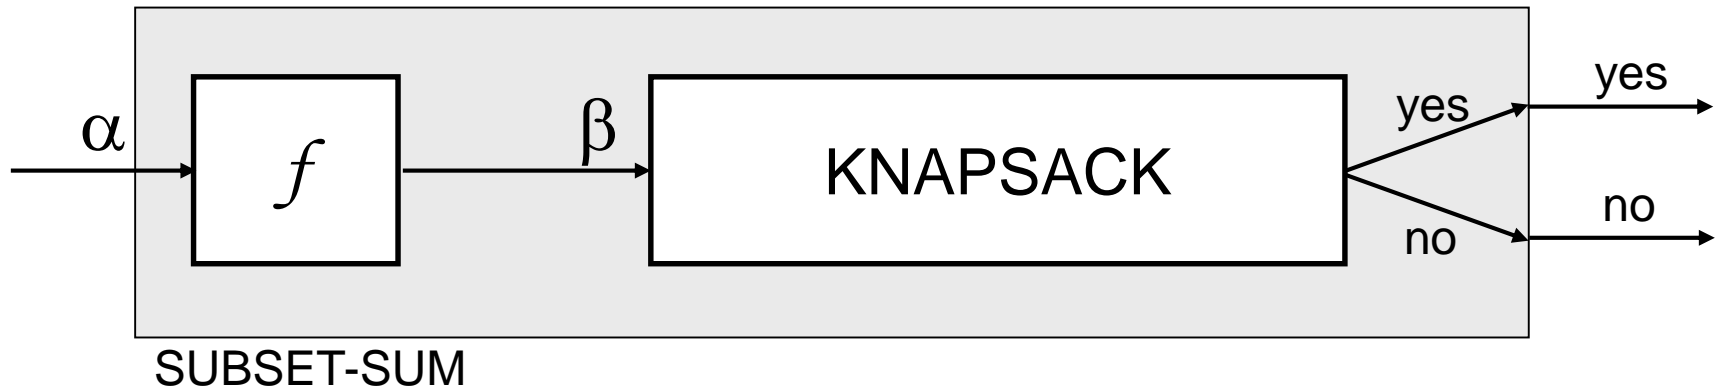 α
f
β
KNAPSACK
yes
no
yes
no
SUBSET-SUM